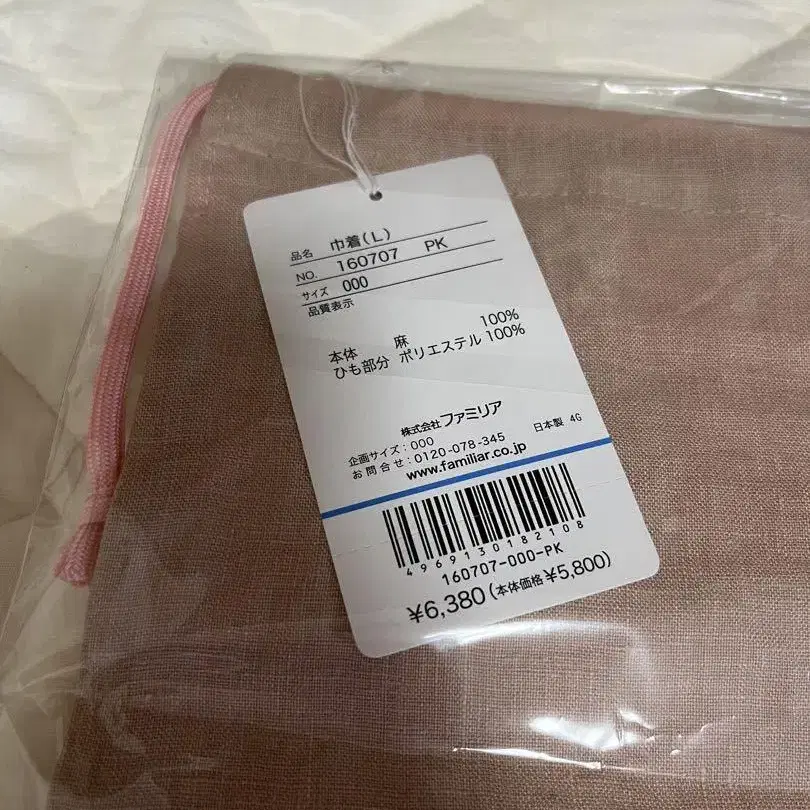 品名 巾着(L)
NO. 160707 PK
サイズ 000
品質表示
本体 麻 100%
ひも部分 ポリエステル 100%
株式会社ファミリア
企画サイズ:000 日本製 4G
お問合せ:0120-078-345
www.familiar.co.jp
4969130182108
160707-000-PK
¥6,380(本体価格¥5,800)